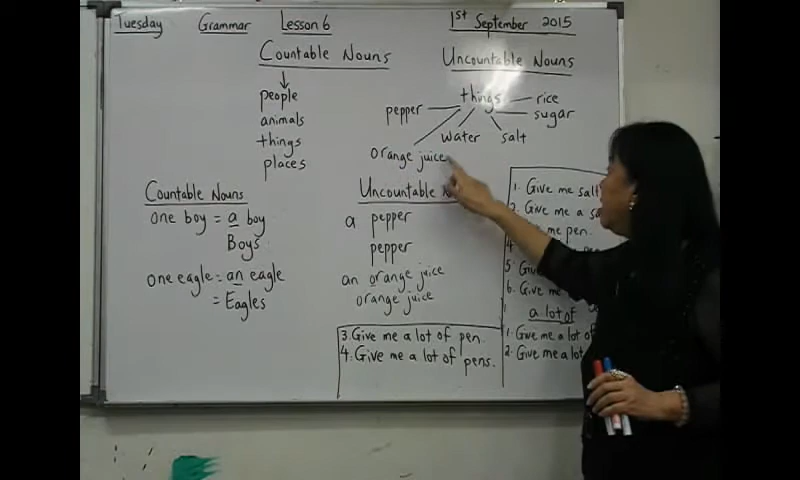 Tuesday Grammar Lesson 6 1st September 2015
Countable Nouns
people
animals
things
places
Uncountable Nouns
things
pepper
rice
sugar
water
salt
orange juice
Countable Nouns
one boy = a boy
Boys
one eagle = an eagle
= Eagles
Uncountable
a pepper
pepper
an orange juice
orange juice
3. Give me a lot of pen.
4. Give me a lot of pens.
1. Give me salt
2. Give me a
me pen.
4
5
6. Give me
a lot of
1. Give me a lot of
2. Give me a lot